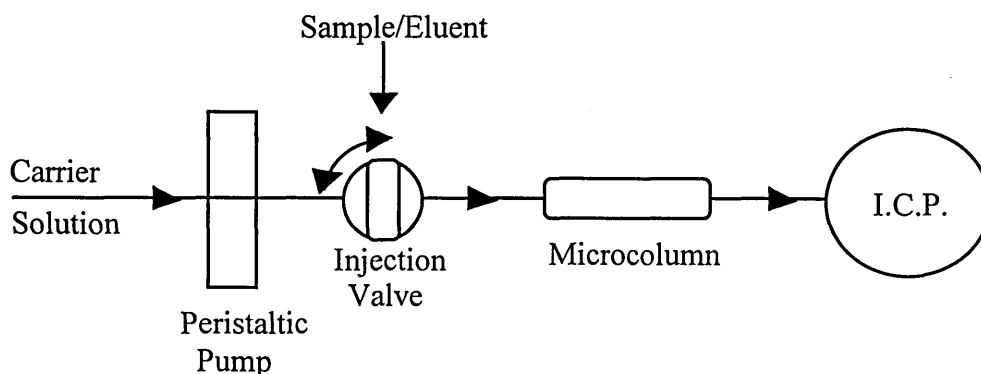 Sample/Eluent
Carrier
Solution
I.C.P.
Injection
Valve
Microcolumn
Peristaltic
Pump